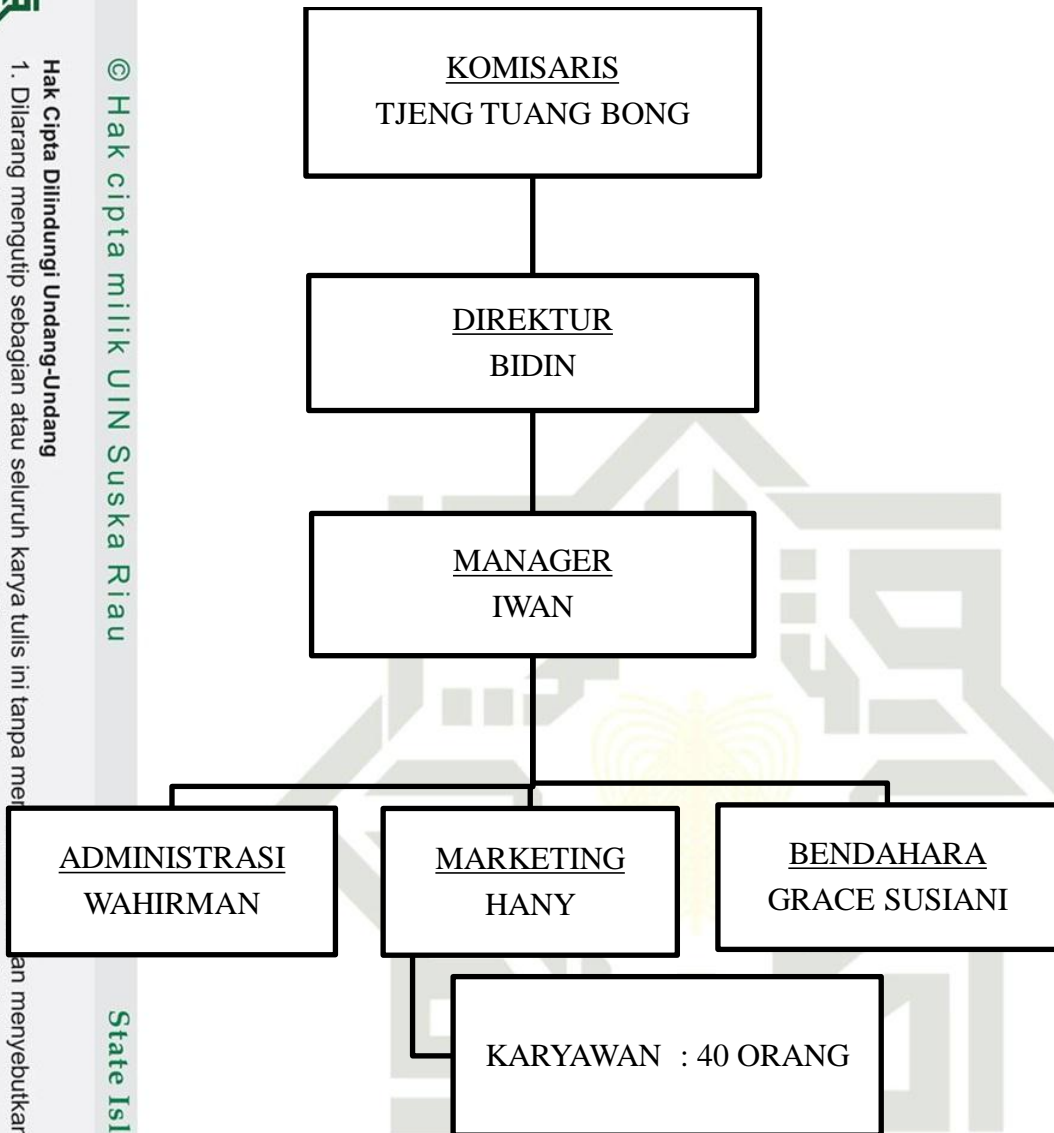 KOMISARIS
TJENG TUANG BONG
DIREKTUR
BIDIN
MANAGER
IWAN
ADMINISTRASI
WAHIRMAN
MARKETING
HANY
BENDAHARA
GRACE SUSIANI
KARYAWAN : 40 ORANG
© Hak cipta milik UIN Suska Riau
State Isl
Hak Cipta Dilindungi Undang-Undang
1. Dilarang mengutip sebagian atau seluruh karya tulis ini tanpa men an menyebutkan